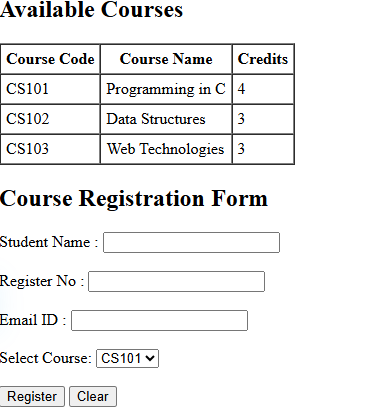 Available Courses
Course Code Course Name Credits
CS101 Programming in C 4
CS102 Data Structures 3
CS103 Web Technologies 3
Course Registration Form
Student Name :
Register No :
Email ID :
Select Course: CS101
Register Clear